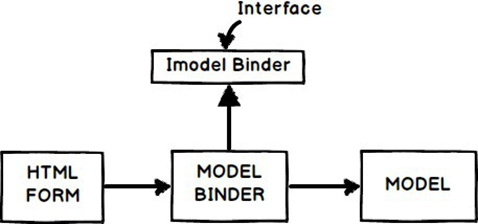 Interface
Imodel Binder
HTML
FORM
MODEL
BINDER
MODEL